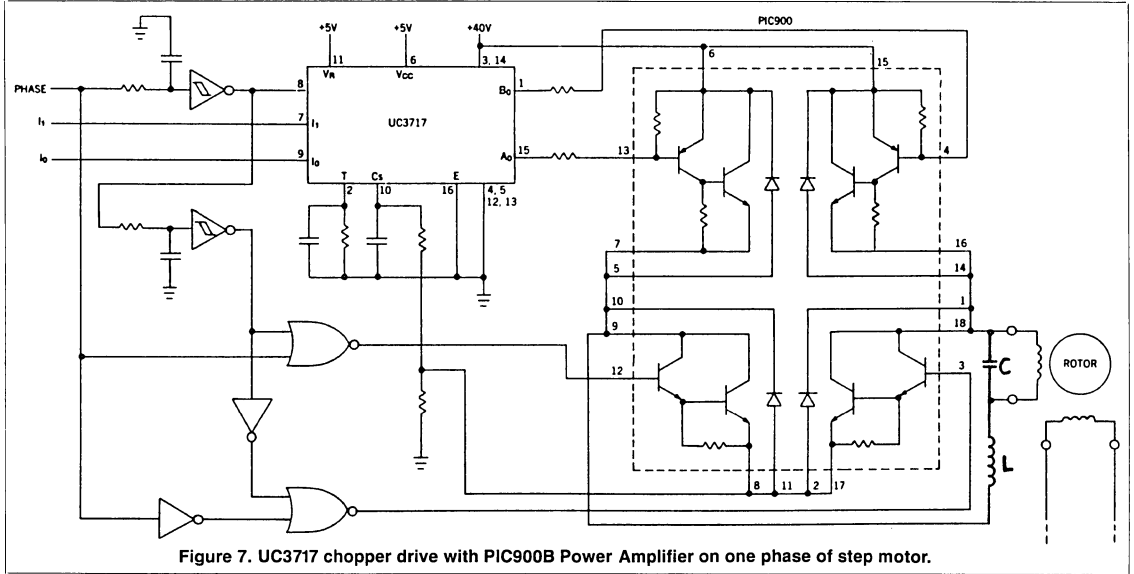 PIC900
+5V +5V +40V
11 6 3, 14 6 15
VR VCC
PHASE 8 B0 1
I1 7 I1 UC3717
I0 9 I0 A0 15 13 4
T Cs E
2 10 16 4, 5
12, 13
7 16
5 14
10 1
9 18
C ROTOR
12 3
L
8 11 2 17
Figure 7. UC3717 chopper drive with PIC900B Power Amplifier on one phase of step motor.